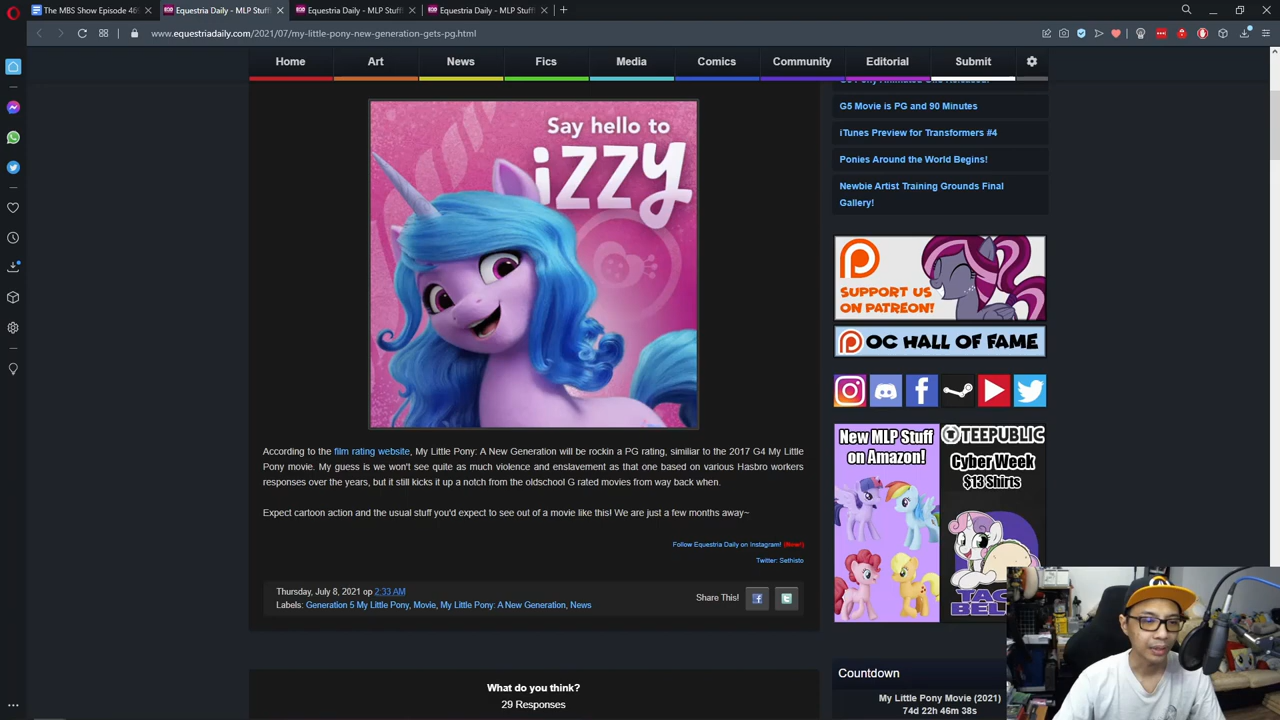 The MBS Show Episode 46
Equestria Daily - MLP Stuff!
Equestria Daily - MLP Stuff!
Equestria Daily - MLP Stuff!
www.equestriadaily.com/2021/07/my-little-pony-new-generation-gets-pg.html
Home
Art
News
Fics
Media
Comics
Community
Editorial
Submit
G5 Movie is PG and 90 Minutes
iTunes Preview for Transformers #4
Ponies Around the World Begins!
Newbie Artist Training Grounds Final
Gallery!
Say hello to
izzy
SUPPORT US
ON PATREON!
OC HALL OF FAME
New MLP Stuff
on Amazon!
TEEPUBLIC
Cyber Week
$13 Shirts
According to the film rating website, My Little Pony: A New Generation will be rockin a PG rating, similiar to the 2017 G4 My Little
Pony movie. My guess is we won't see quite as much violence and enslavement as that one based on various Hasbro workers
responses over the years, but it still kicks it up a notch from the oldschool G rated movies from way back when.
Expect cartoon action and the usual stuff you'd expect to see out of a movie like this! We are just a few months away~
Follow Equestria Daily on Instagram! (New!)
Twitter: Sethisto
Thursday, July 8, 2021 op 2:33 AM
Labels: Generation 5 My Little Pony, Movie, My Little Pony: A New Generation, News
Share This!
What do you think?
29 Responses
Countdown
My Little Pony Movie (2021)
74d 22h 46m 38s